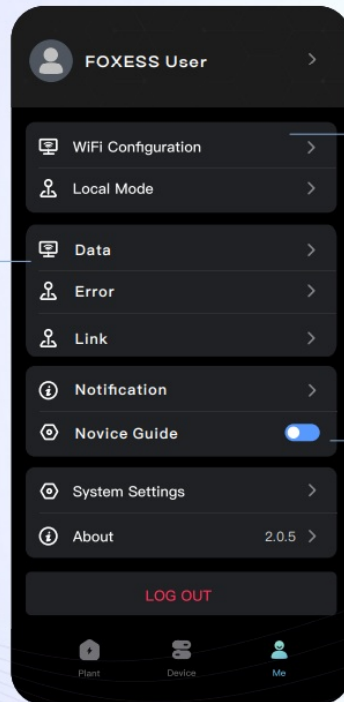 FOXESS User
WiFi Configuration
Local Mode
Data
Error
Link
Notification
Novice Guide
System Settings
About 2.0.5
LOG OUT
Plant Device Me